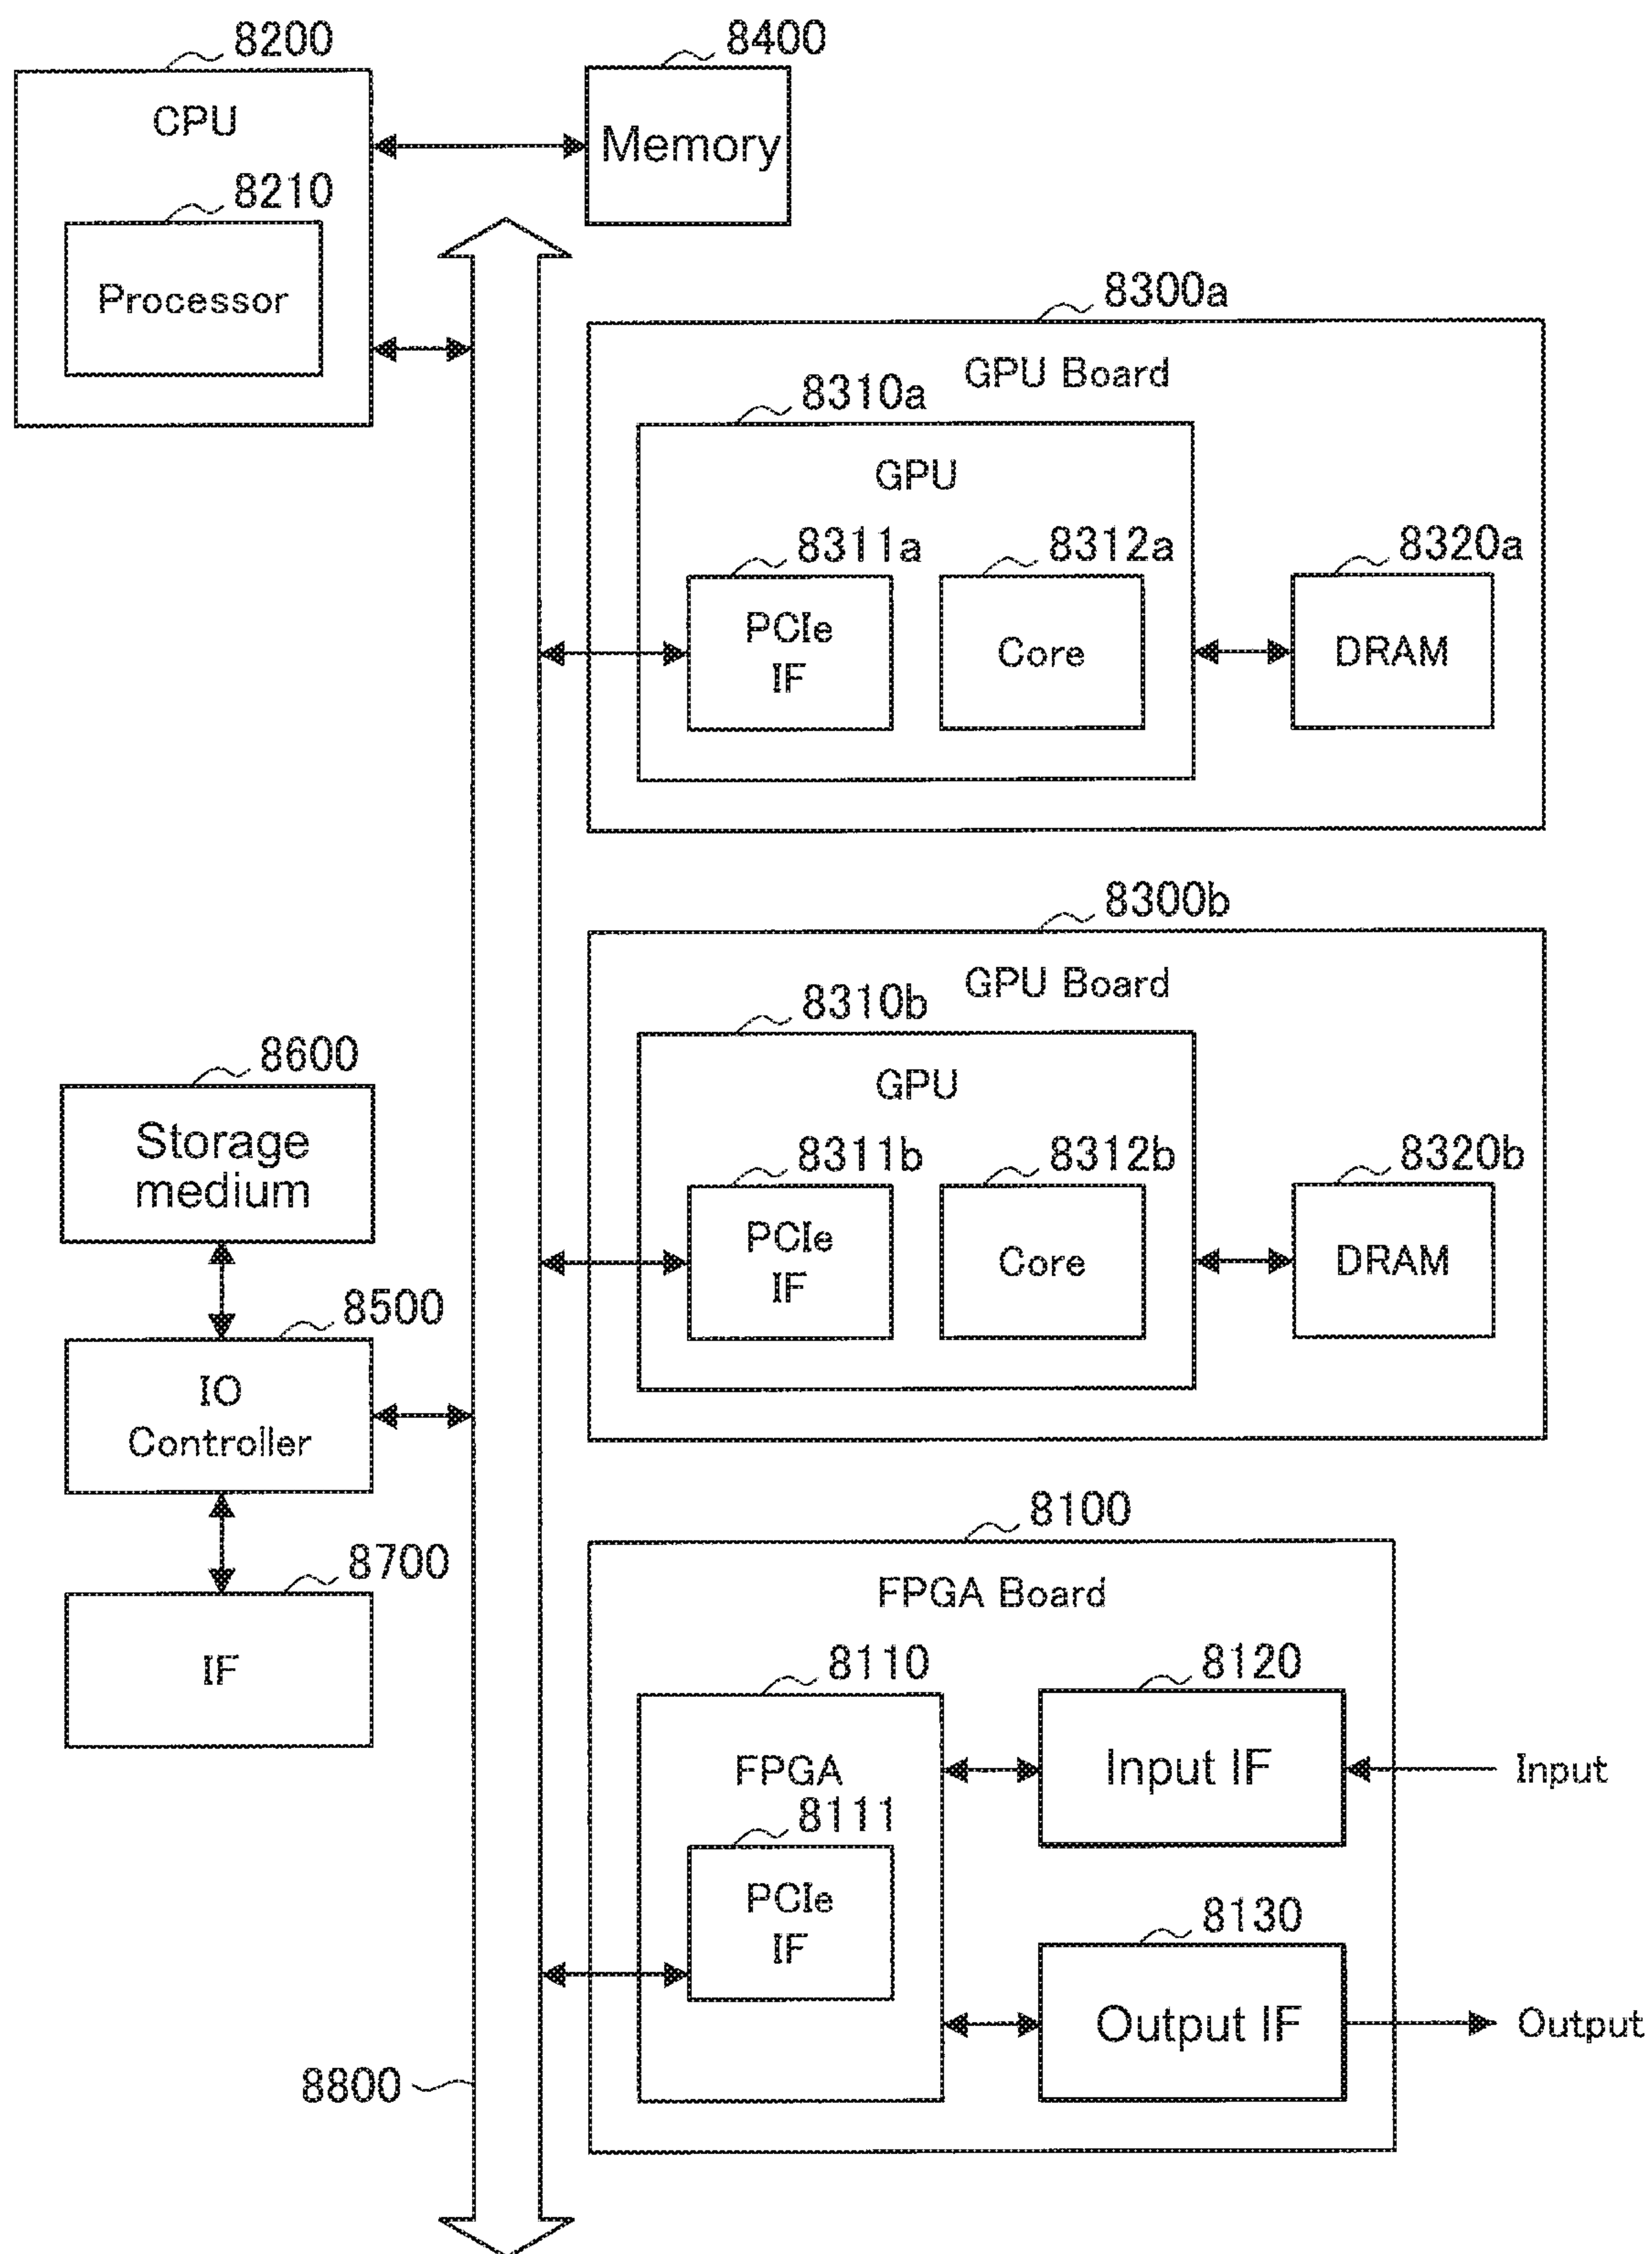 8200
CPU
8210
Processor
8400
Memory
8300a
GPU Board
8310a
GPU
8311a
PCIe
IF
8312a
Core
8320a
DRAM
8300b
GPU Board
8310b
GPU
8311b
PCIe
IF
8312b
Core
8320b
DRAM
8600
Storage
medium
8500
IO
Controller
8700
IF
8100
FPGA Board
8110
FPGA
8111
PCIe
IF
8120
Input IF
Input
8130
Output IF
Output
8800